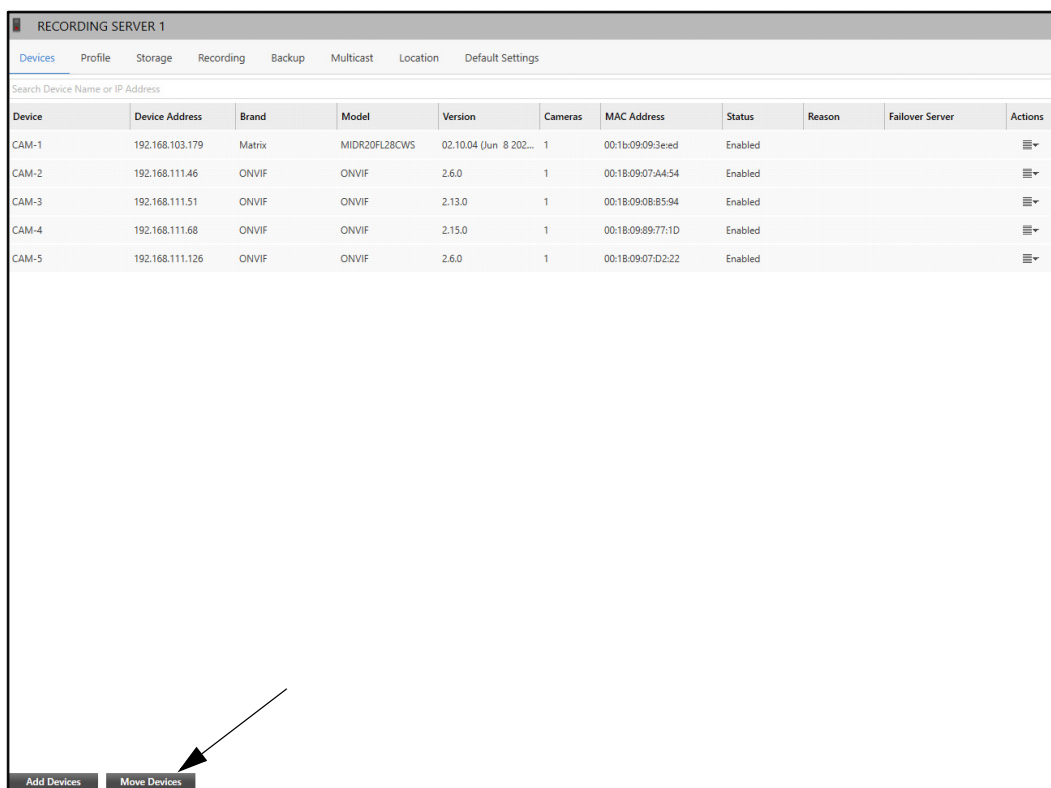 RECORDING SERVER 1
Devices Profile Storage Recording Backup Multicast Location Default Settings
Search Device Name or IP Address
Device Device Address Brand Model Version Cameras MAC Address Status Reason Failover Server Actions
CAM-1 192.168.103.179 Matrix MIDR20FL28CWS 02.10.04 (Jun 8 202... 1 00:1b:09:09:3e:ed Enabled
CAM-2 192.168.111.46 ONVIF ONVIF 2.6.0 1 00:1B:09:07:A4:54 Enabled
CAM-3 192.168.111.51 ONVIF ONVIF 2.13.0 1 00:1B:09:0B:B5:94 Enabled
CAM-4 192.168.111.68 ONVIF ONVIF 2.15.0 1 00:1B:09:89:77:1D Enabled
CAM-5 192.168.111.126 ONVIF ONVIF 2.6.0 1 00:1B:09:07:D2:22 Enabled
Add Devices Move Devices